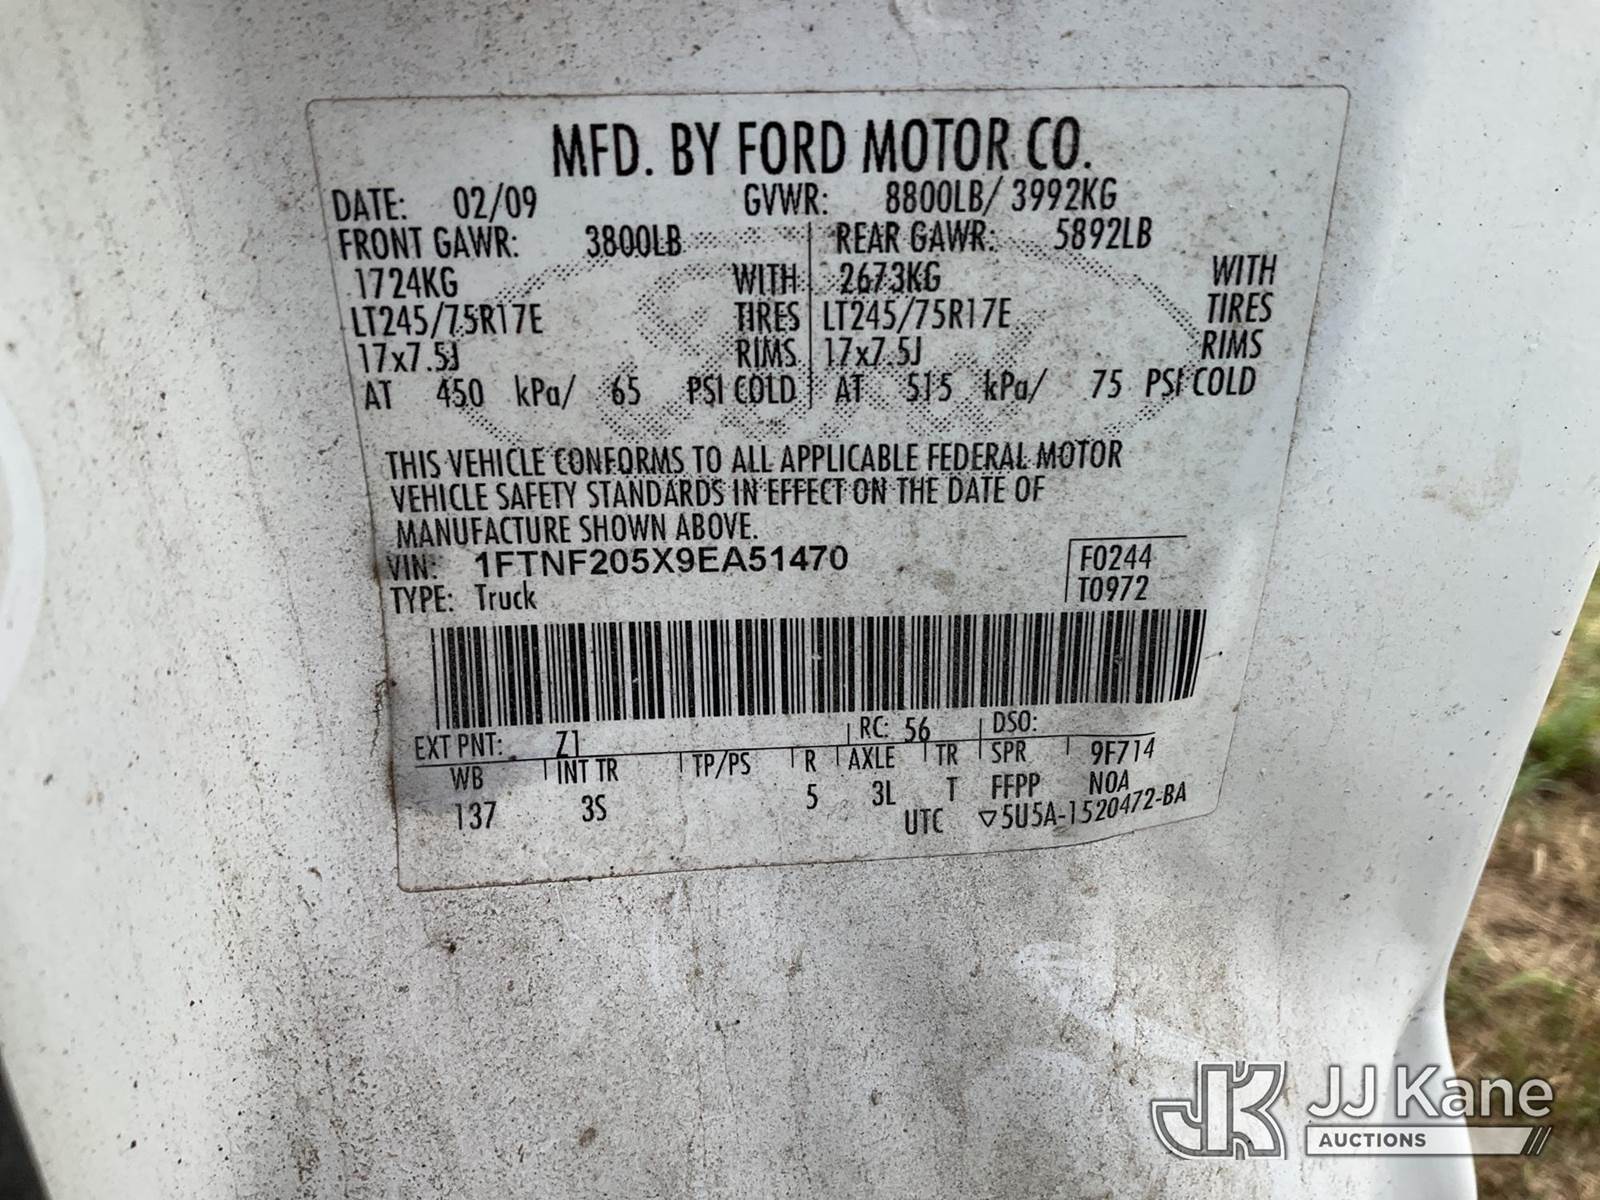 MFD. BY FORD MOTOR CO.
DATE: 02/09 GVWR: 8800LB/ 3992KG
FRONT GAWR: 3800LB REAR GAWR: 5892LB
1724KG WITH 2673KG WITH
LT245/75R17E TIRES LT245/75R17E TIRES
17x7.5J RIMS 17x7.5J RIMS
AT 450 kPa/ 65 PSI COLD AT 515 kPa/ 75 PSI COLD
THIS VEHICLE CONFORMS TO ALL APPLICABLE FEDERAL MOTOR
VEHICLE SAFETY STANDARDS IN EFFECT ON THE DATE OF
MANUFACTURE SHOWN ABOVE.
VIN: 1FTNF205X9EA51470 F0244
TYPE: Truck T0972
EXT PNT: Z1 RC: 56 DSO:
WB INT TR TP/PS R AXLE TR SPR 9F714
137 3S 5 3L T FFPP N0A
UTC ▽5U5A-1520472-BA
JK JJ Kane
AUCTIONS